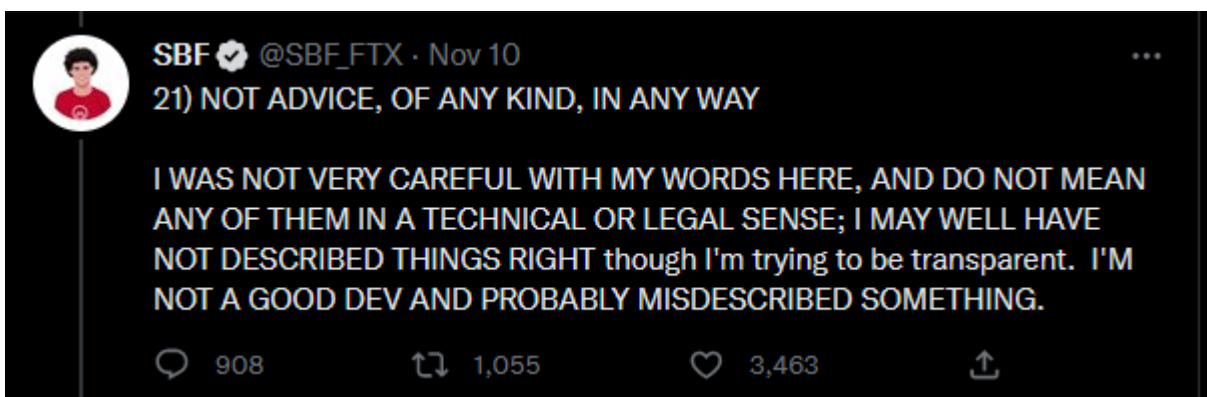 SBF @SBF_FTX · Nov 10
21) NOT ADVICE, OF ANY KIND, IN ANY WAY
I WAS NOT VERY CAREFUL WITH MY WORDS HERE, AND DO NOT MEAN
ANY OF THEM IN A TECHNICAL OR LEGAL SENSE; I MAY WELL HAVE
NOT DESCRIBED THINGS RIGHT though I'm trying to be transparent.  I'M
NOT A GOOD DEV AND PROBABLY MISDESCRIBED SOMETHING.
908 1,055 3,463